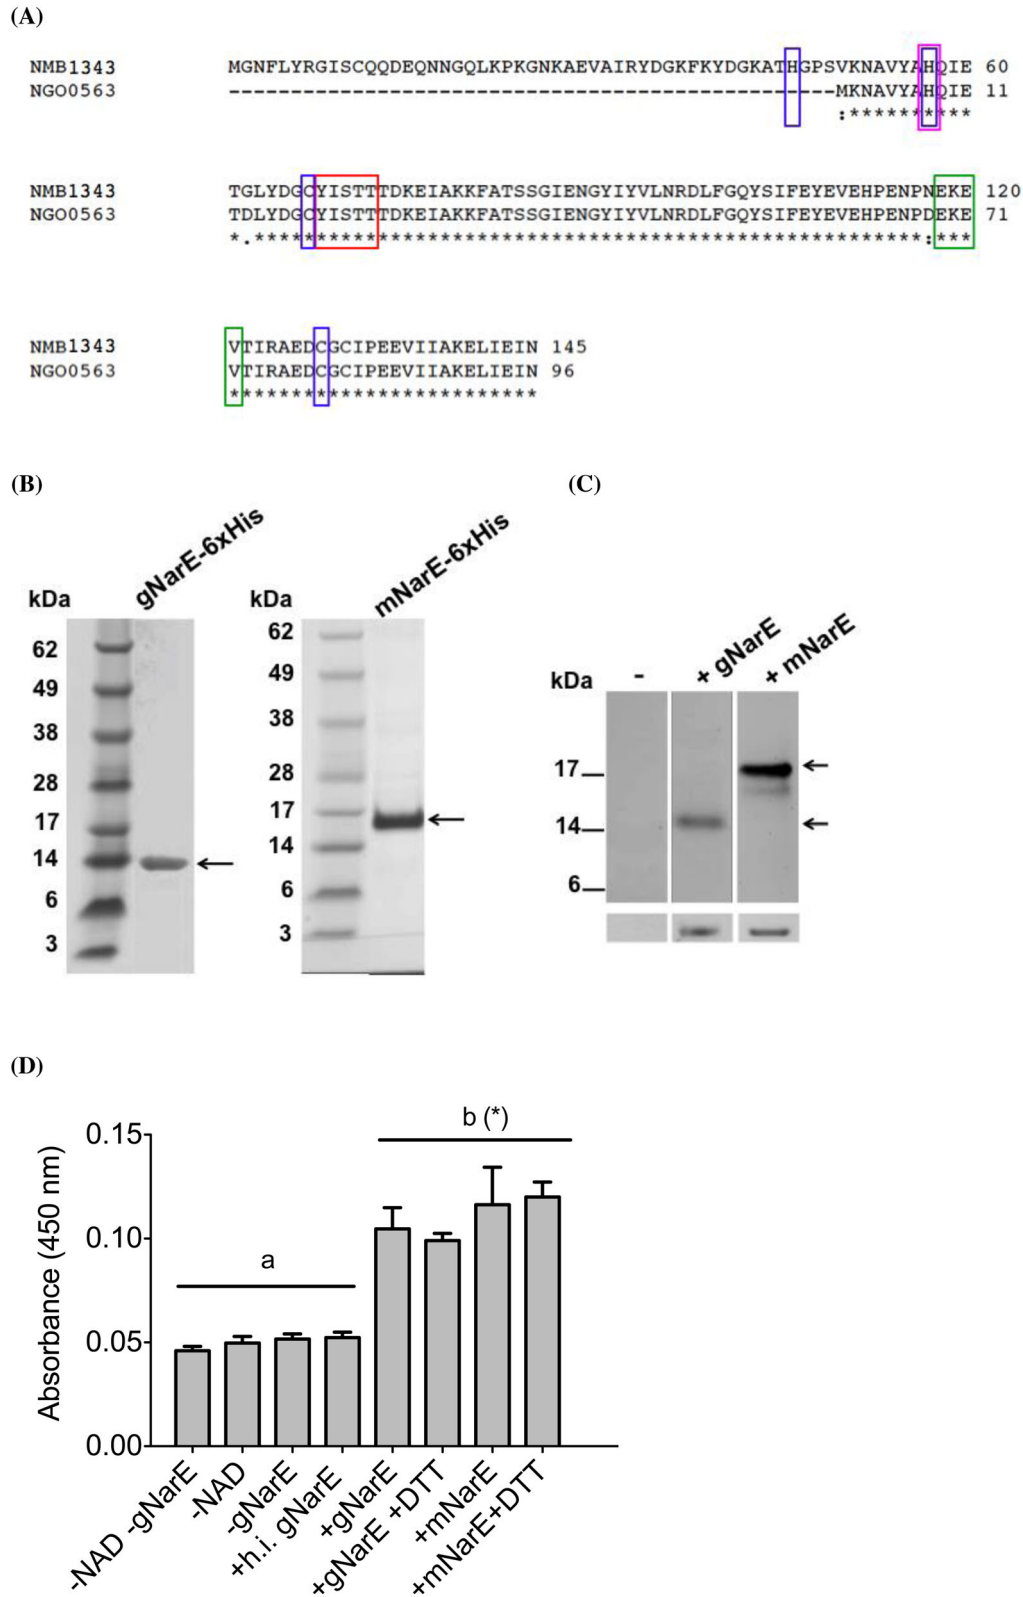 (A)
NMB1343 MGNFLYRGISCQQDEQNNGQLKPKGNKAEVAIRYDGKFKYDGKATHGPSVKNAVYAHQIE 60
NGO0563 -------------------------------------------------MKNAVYAHQIE 11
:**********
NMB1343 TGLYDGCYISTTTDKEIAKKFATSSGIENGYIYVLNRDLFGQYSIFEYEVEHPENPNEKE 120
NGO0563 TDLYDGCYISTTTDKEIAKKFATSSGIENGYIYVLNRDLFGQYSIFEYEVEHPENPDEKE 71
*.******************************************************:***
NMB1343 VTIRAEDCGCIPEEVIIAKELIEIN 145
NGO0563 VTIRAEDCGCIPEEVIIAKELIEIN 96
*************************
(B)
kDa gNarE-6xHis
62
49
38
28
17
14
6
3
kDa mNarE-6xHis
62
49
38
28
17
14
6
3
(C)
kDa - + gNarE + mNarE
17
14
6
(D)
Absorbance (450 nm)
0.15
0.10
0.05
0.00
a
b (*)
-NAD -gNarE
-NAD
-gNarE
+h.i. gNarE
+gNarE
+gNarE +DTT
+mNarE
+mNarE+DTT